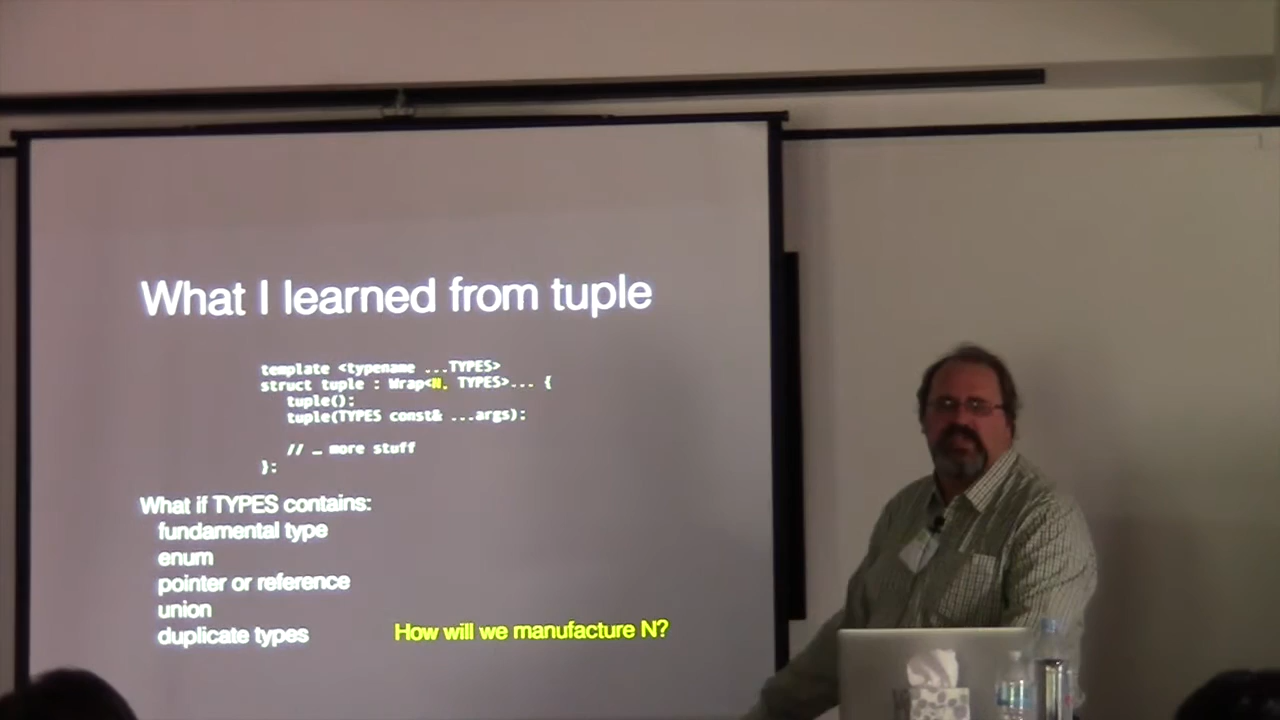 What I learned from tuple
template <typename ...TYPES>
struct tuple : Wrap<N, TYPES>... {
tuple();
tuple(TYPES const& ...args);
// … more stuff
};
What if TYPES contains:
fundamental type
enum
pointer or reference
union
duplicate types
How will we manufacture N?